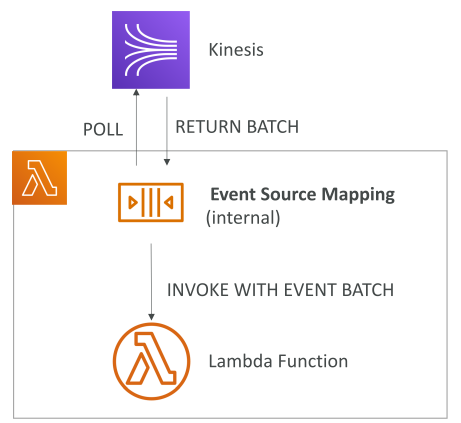 Kinesis
POLL
RETURN BATCH
Event Source Mapping
(internal)
INVOKE WITH EVENT BATCH
Lambda Function